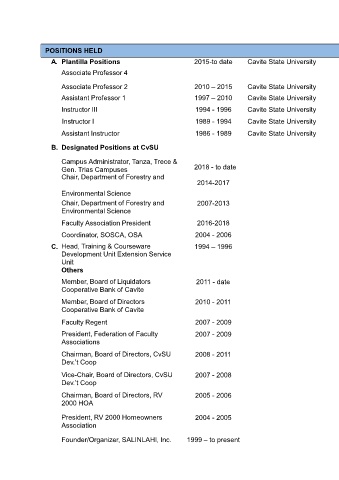 POSITIONS HELD
A. Plantilla Positions 2015-to date Cavite State University
Associate Professor 4
Associate Professor 2 2010 – 2015 Cavite State University
Assistant Professor 1 1997 – 2010 Cavite State University
Instructor III 1994 - 1996 Cavite State University
Instructor I 1989 - 1994 Cavite State University
Assistant Instructor 1986 - 1989 Cavite State University
B. Designated Positions at CvSU
Campus Administrator, Tanza, Trece &
Gen. Trias Campuses 2018 - to date
Chair, Department of Forestry and
2014-2017
Environmental Science
Chair, Department of Forestry and 2007-2013
Environmental Science
Faculty Association President 2016-2018
Coordinator, SOSCA, OSA 2004 - 2006
C. Head, Training & Courseware 1994 – 1996
Development Unit Extension Service
Unit
Others
Member, Board of Liquidators 2011 - date
Cooperative Bank of Cavite
Member, Board of Directors 2010 - 2011
Cooperative Bank of Cavite
Faculty Regent 2007 - 2009
President, Federation of Faculty 2007 - 2009
Associations
Chairman, Board of Directors, CvSU 2008 - 2011
Dev.'t Coop
Vice-Chair, Board of Directors, CvSU 2007 - 2008
Dev.'t Coop
Chairman, Board of Directors, RV 2005 - 2006
2000 HOA
President, RV 2000 Homeowners 2004 - 2005
Association
Founder/Organizer, SALINLAHI, Inc. 1999 – to present